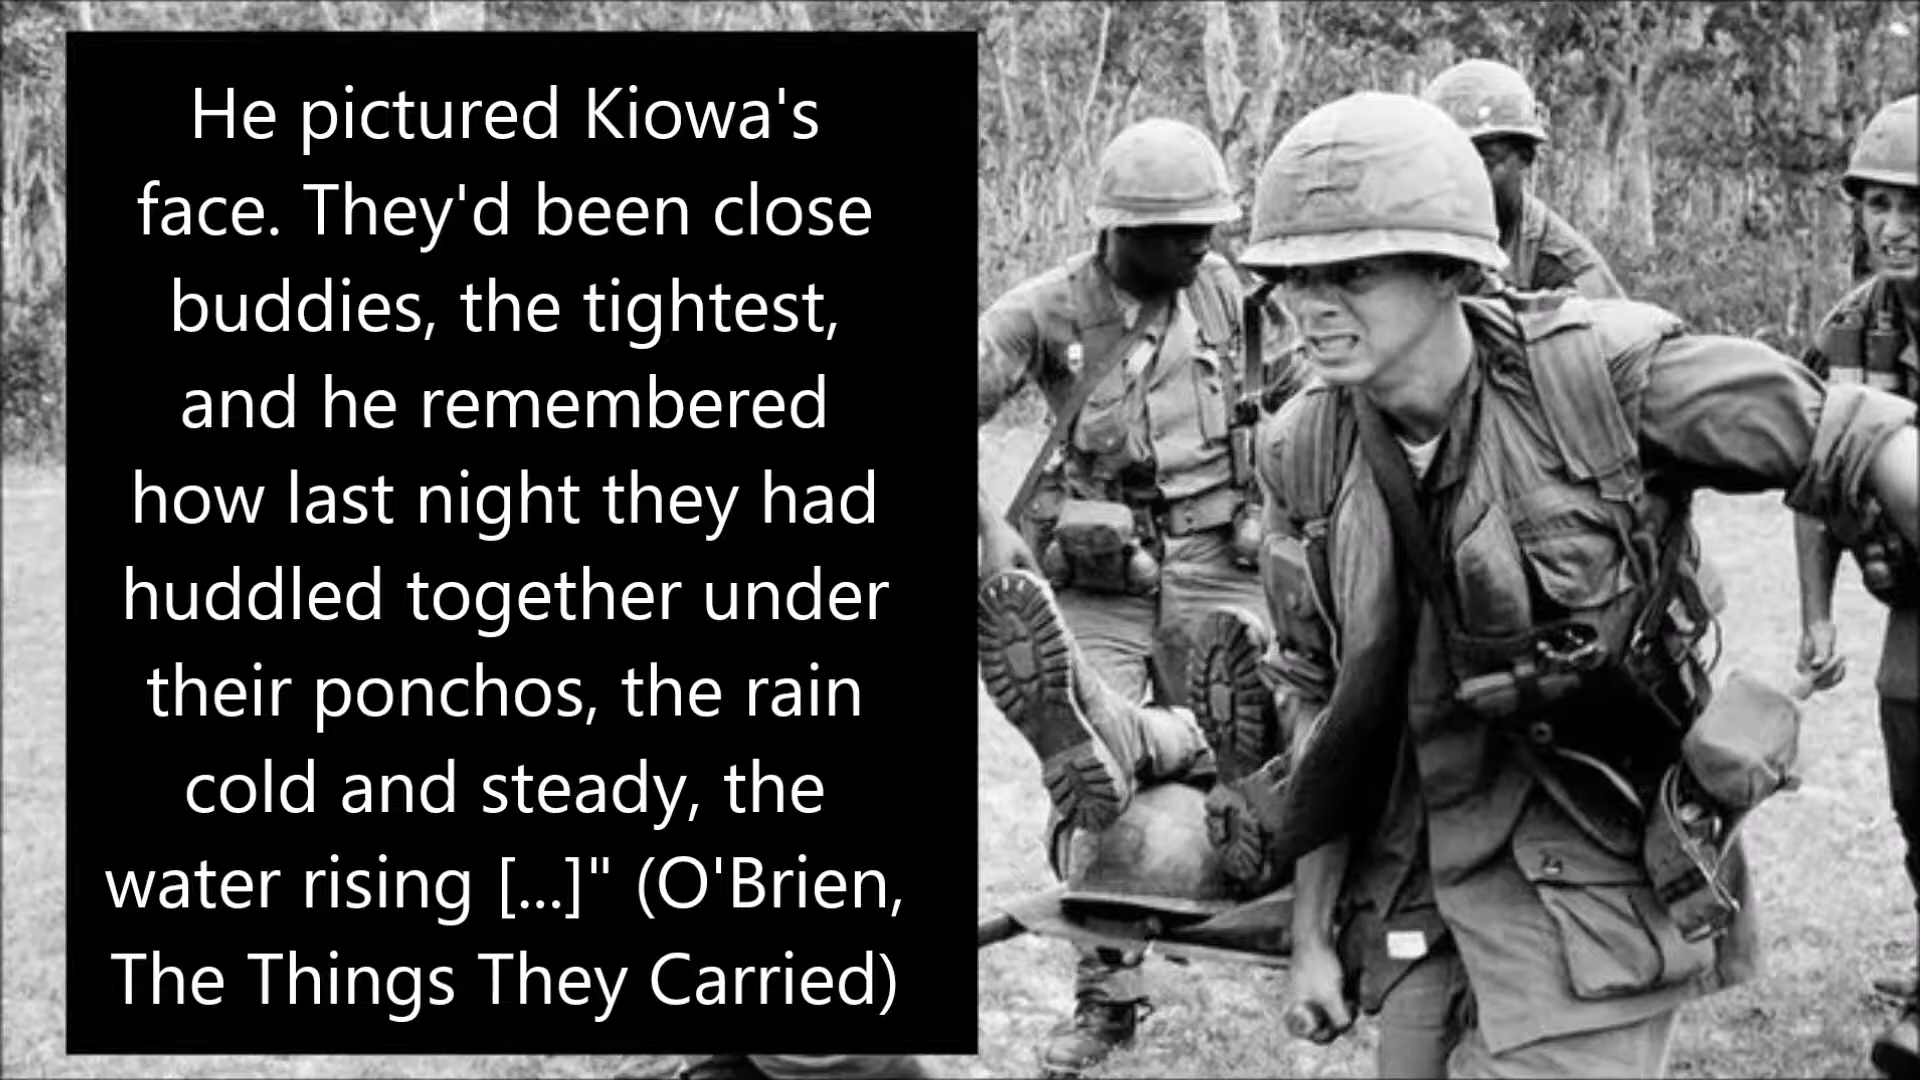 He pictured Kiowa's
face. They'd been close
buddies, the tightest,
and he remembered
how last night they had
huddled together under
their ponchos, the rain
cold and steady, the
water rising [...]" (O'Brien,
The Things They Carried)